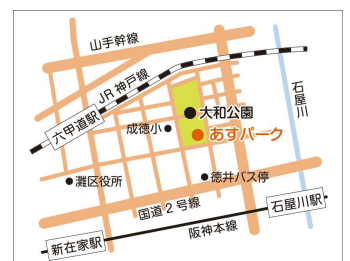 山手幹線
JR神戸線
六甲道駅
石屋川
大和公園
成徳小
あすパーク
灘区役所
徳井バス停
国道2号線
石屋川駅
阪神本線
新在家駅